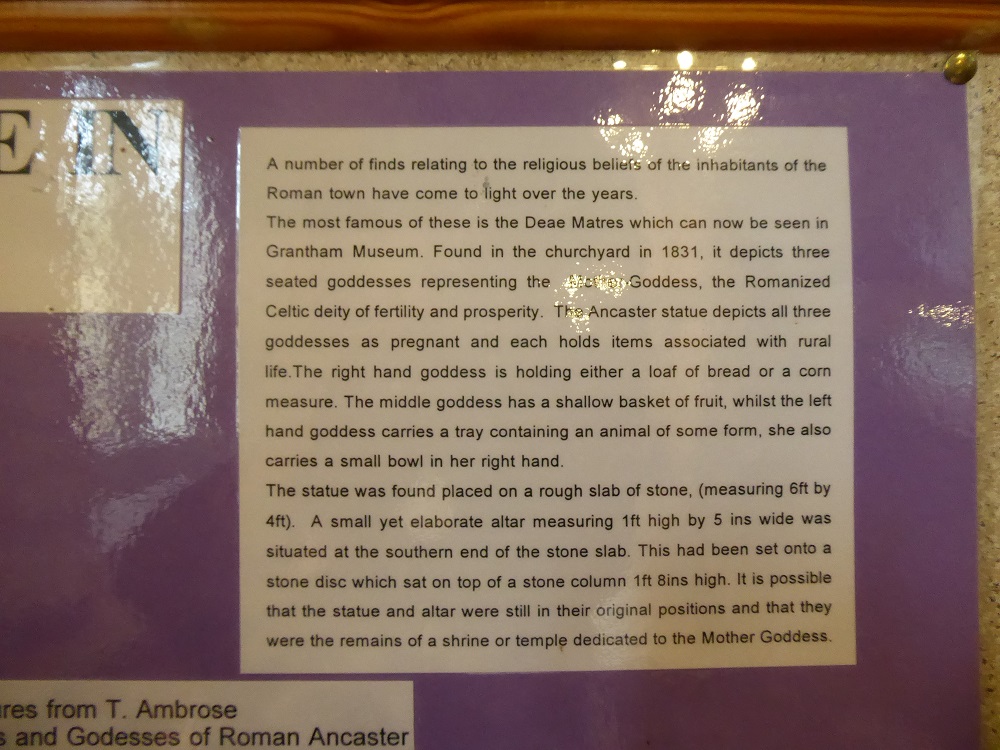 E IN
A number of finds relating to the religious beliefs of the inhabitants of the
Roman town have come to light over the years.
The most famous of these is the Deae Matres which can now be seen in
Grantham Museum. Found in the churchyard in 1831, it depicts three
seated goddesses representing the Mother Goddess, the Romanized
Celtic deity of fertility and prosperity. The Ancaster statue depicts all three
goddesses as pregnant and each holds items associated with rural
life.The right hand goddess is holding either a loaf of bread or a corn
measure. The middle goddess has a shallow basket of fruit, whilst the left
hand goddess carries a tray containing an animal of some form, she also
carries a small bowl in her right hand.
The statue was found placed on a rough slab of stone, (measuring 6ft by
4ft). A small yet elaborate altar measuring 1ft high by 5 ins wide was
situated at the southern end of the stone slab. This had been set onto a
stone disc which sat on top of a stone column 1ft 8ins high. It is possible
that the statue and altar were still in their original positions and that they
were the remains of a shrine or temple dedicated to the Mother Goddess.
ures from T. Ambrose
s and Godesses of Roman Ancaster